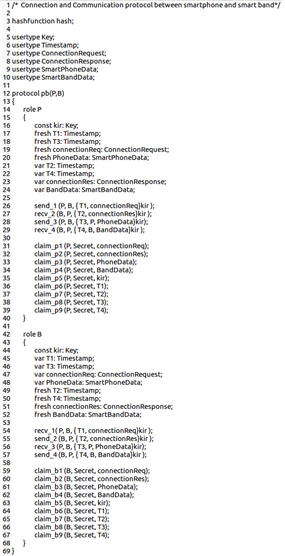 1 /* Connection and Communication protocol between smartphone and smart band*/
2
3 hashfunction hash;
4
5 usertype Key;
6 usertype Timestamp;
7 usertype ConnectionRequest;
8 usertype ConnectionResponse;
9 usertype SmartPhoneData;
10 usertype SmartBandData;
11
12 protocol pb(P,B)
13 {
14 role P
15 {
16 const kir: Key;
17 fresh T1: Timestamp;
18 fresh T3: Timestamp;
19 fresh connectionReq: ConnectionRequest;
20 fresh PhoneData: SmartPhoneData;
21 var T2: Timestamp;
22 var T4: Timestamp;
23 var connectionRes: ConnectionResponse;
24 var BandData: SmartBandData;
25
26 send_1 (P, B, { T1, connectionReq}kir );
27 recv_2 (B, P, { T2, connectionRes}kir );
28 send_3 (P, B, { T3, P, PhoneData}kir );
29 recv_4 (B, P, { T4, B, BandData}kir );
30
31 claim_p1 (P, Secret, connectionReq);
32 claim_p2 (P, Secret, connectionRes);
33 claim_p3 (P, Secret, PhoneData);
34 claim_p4 (P, Secret, BandData);
35 claim_p5 (P, Secret, kir);
36 claim_p6 (P, Secret, T1);
37 claim_p7 (P, Secret, T2);
38 claim_p8 (P, Secret, T3);
39 claim_p9 (P, Secret, T4);
40 }
41
42 role B
43 {
44 const kir: Key;
45 var T1: Timestamp;
46 var T3: Timestamp;
47 var connectionReq: ConnectionRequest;
48 var PhoneData: SmartPhoneData;
49 fresh T2: Timestamp;
50 fresh T4: Timestamp;
51 fresh connectionRes: ConnectionResponse;
52 fresh BandData: SmartBandData;
53
54 recv_1( P, B, { T1, connectionReq}kir );
55 send_2 (B, P, { T2, connectionRes}kir );
56 recv_3 (P, B, { T3, P, PhoneData}kir );
57 send_4 (B, P, { T4, B, BandData}kir );
58
59 claim_b1 (B, Secret, connectionReq);
60 claim_b2 (B, Secret, connectionRes);
61 claim_b3 (B, Secret, PhoneData);
62 claim_b4 (B, Secret, BandData);
63 claim_b5 (B, Secret, kir);
64 claim_b6 (B, Secret, T1);
65 claim_b7 (B, Secret, T2);
66 claim_b8 (B, Secret, T3);
67 claim_b9 (B, Secret, T4);
68 }
69 }